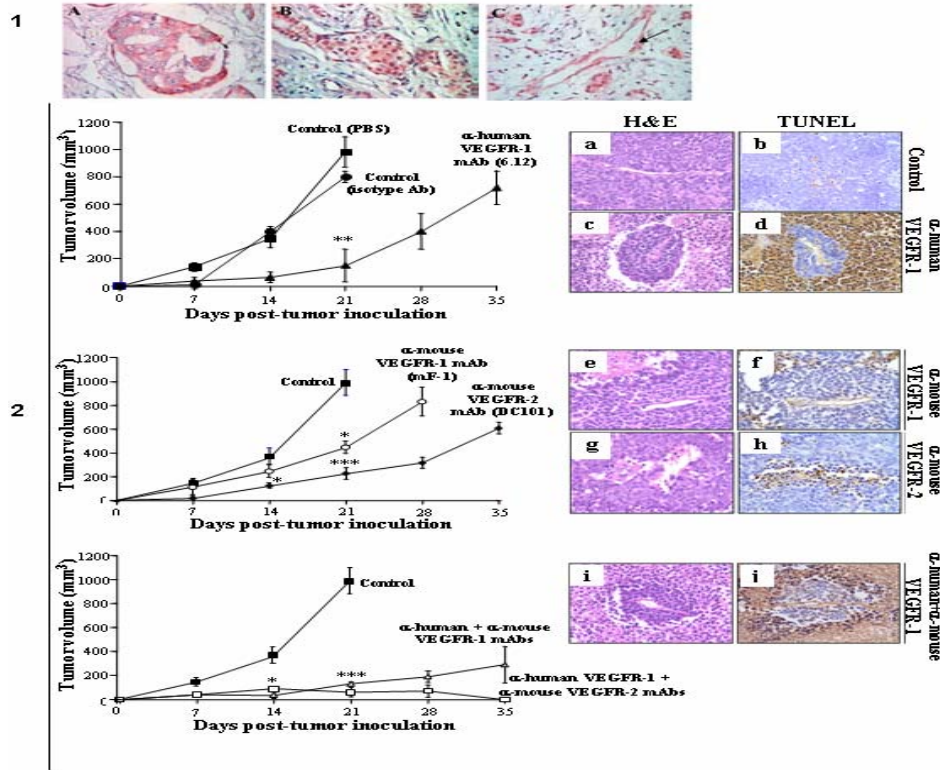 1
A B C
Control (PBS)
Control
(isotype Ab)
α-human
VEGFR-1
mAb (6.12)
**
Tumor volume (mm³)
1200
1000
800
600
400
200
0
0 7 14 21 28 35
Days post-tumor inoculation
H&E TUNEL
a b
Control
c d
α-human
VEGFR-1
2
Control
α-mouse
VEGFR-1 mAb
(mF-1)
α-mouse
VEGFR-2
mAb (DC101)
*
***
*
Tumor volume (mm³)
1200
1000
800
600
400
200
0 7 14 21 28 35
Days post-tumor inoculation
e f
α-mouse
VEGFR-1
g h
α-mouse
VEGFR-2
Control
α-human + α-mouse
VEGFR-1 mAbs
α-human VEGFR-1 +
α-mouse VEGFR-2 mAbs
* ***
Tumor volume (mm³)
1200
1000
800
600
400
200
0 7 14 21 28 35
Days post-tumor inoculation
i j
α-human+α-mouse
VEGFR-1